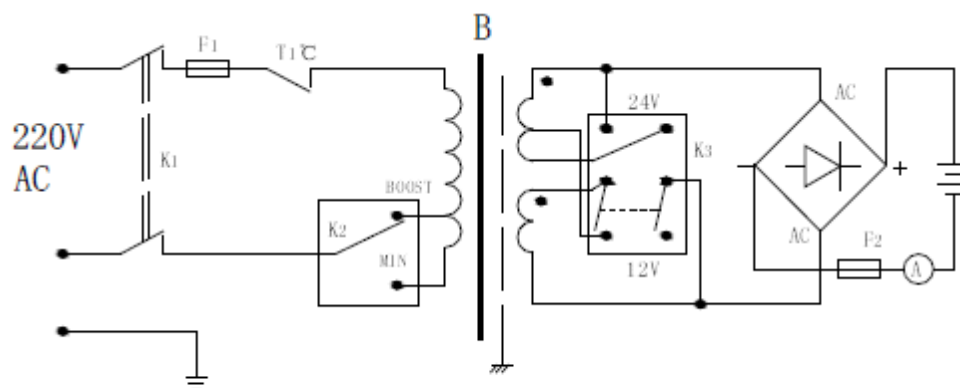 B
F1
T1℃
220V
AC
K1
BOOST
K2
MIN
24V
K3
12V
AC
+
AC
F2
A